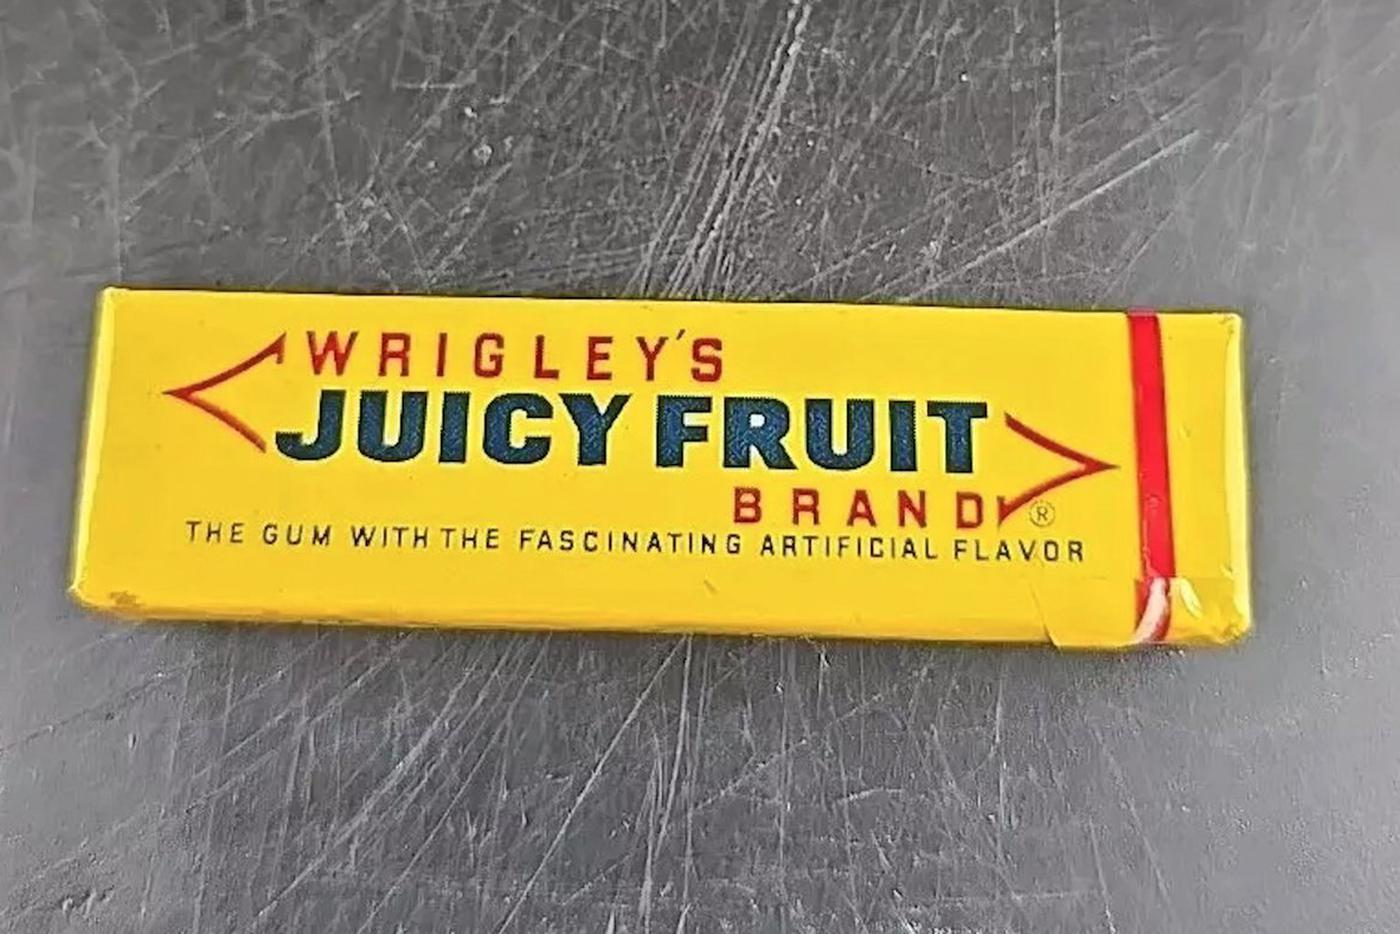 WRIGLEY'S
JUICY FRUIT
BRAND ®
THE GUM WITH THE FASCINATING ARTIFICIAL FLAVOR